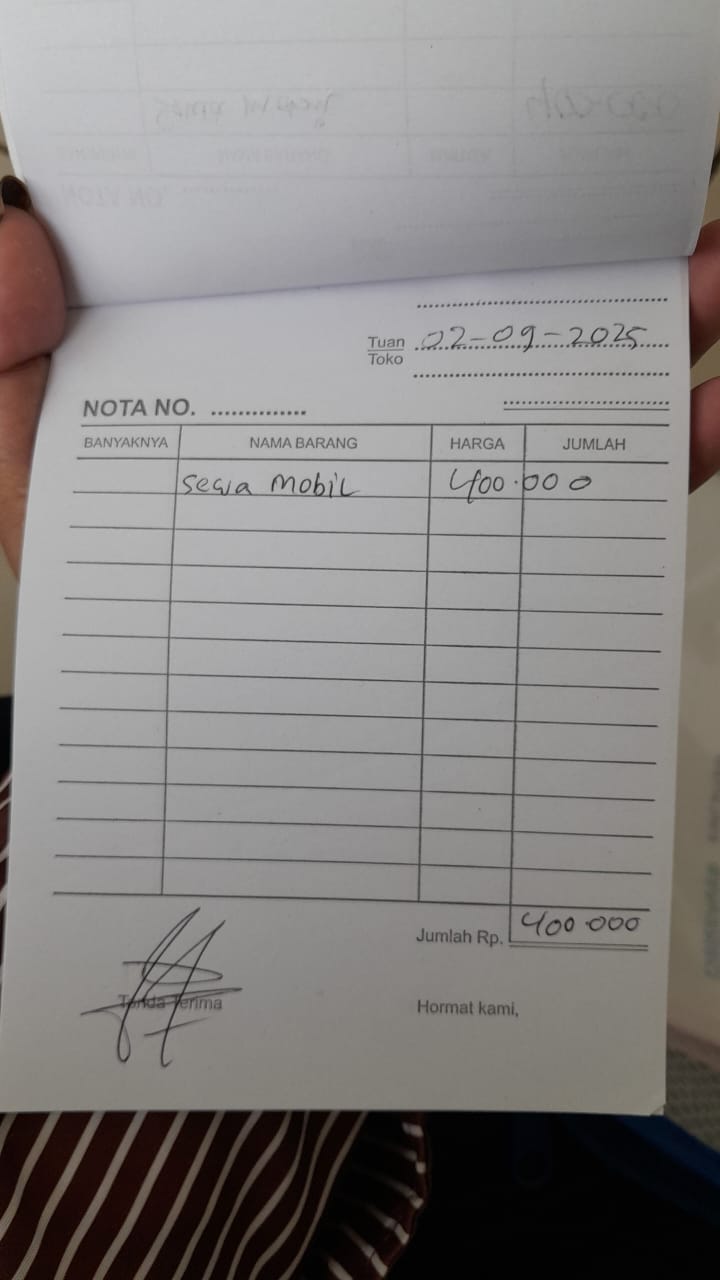 Tuan 02-09-2025
Toko
NOTA NO. ..............
BANYAKNYA NAMA BARANG HARGA JUMLAH
sewa mobil 400.000
Jumlah Rp. 400 000
Tanda Terima Hormat kami,